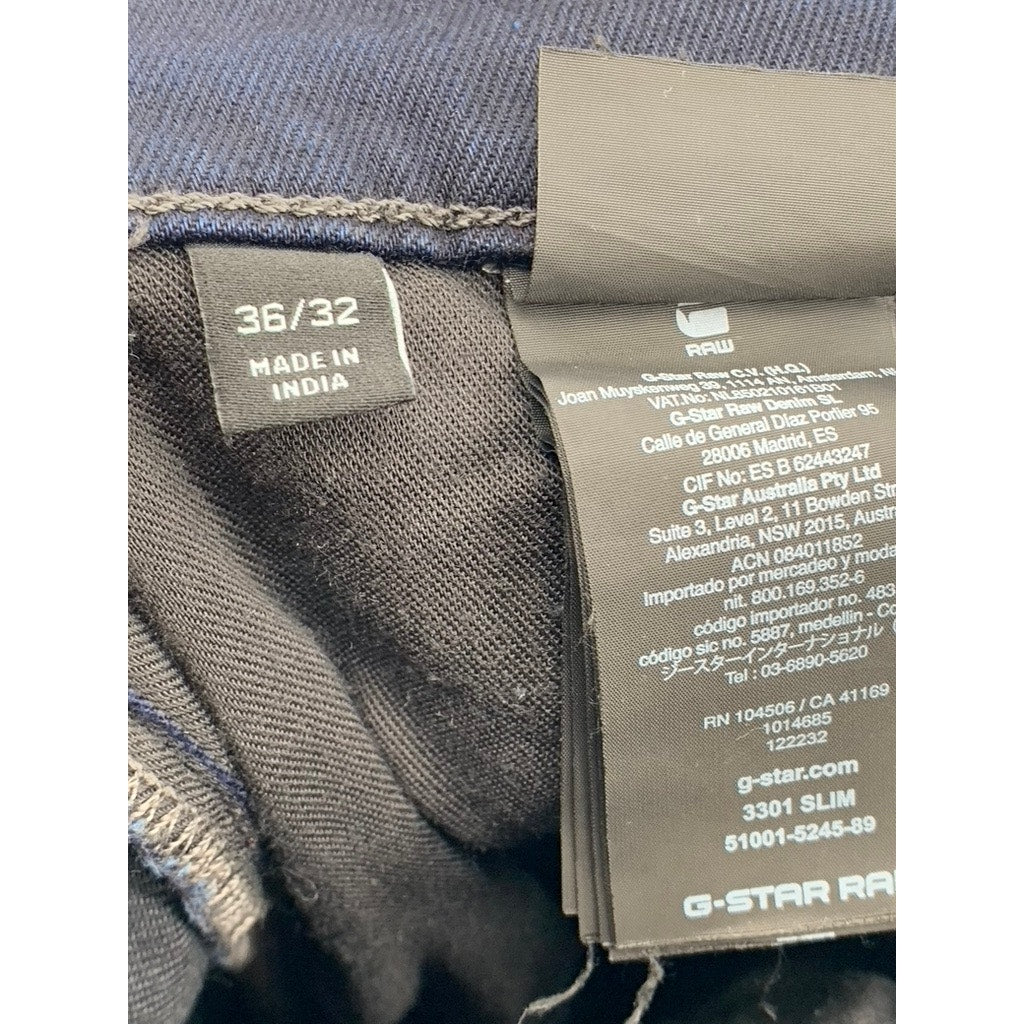 36/32
MADE IN
INDIA
RAW
G-Star Raw C.V. (H.Q.)
Joan Muyskenweg 39, 1114 AN, Amsterdam, NL
VAT.No: NL850210161B01
G-Star Raw Denim SL
Calle de General Diaz Porlier 95
28006 Madrid, ES
CIF No: ES B 62443247
G-Star Australia Pty Ltd
Suite 3, Level 2, 11 Bowden Str
Alexandria, NSW 2015, Austr
ACN 084011852
Importado por mercadeo y moda
nit. 800.169.352-6
código importador no. 483
código sic no. 5887, medellin - Co
ジースターインターナショナル (
Tel : 03-6890-5620
RN 104506 / CA 41169
1014685
122232
g-star.com
3301 SLIM
51001-5245-89
G-STAR RA